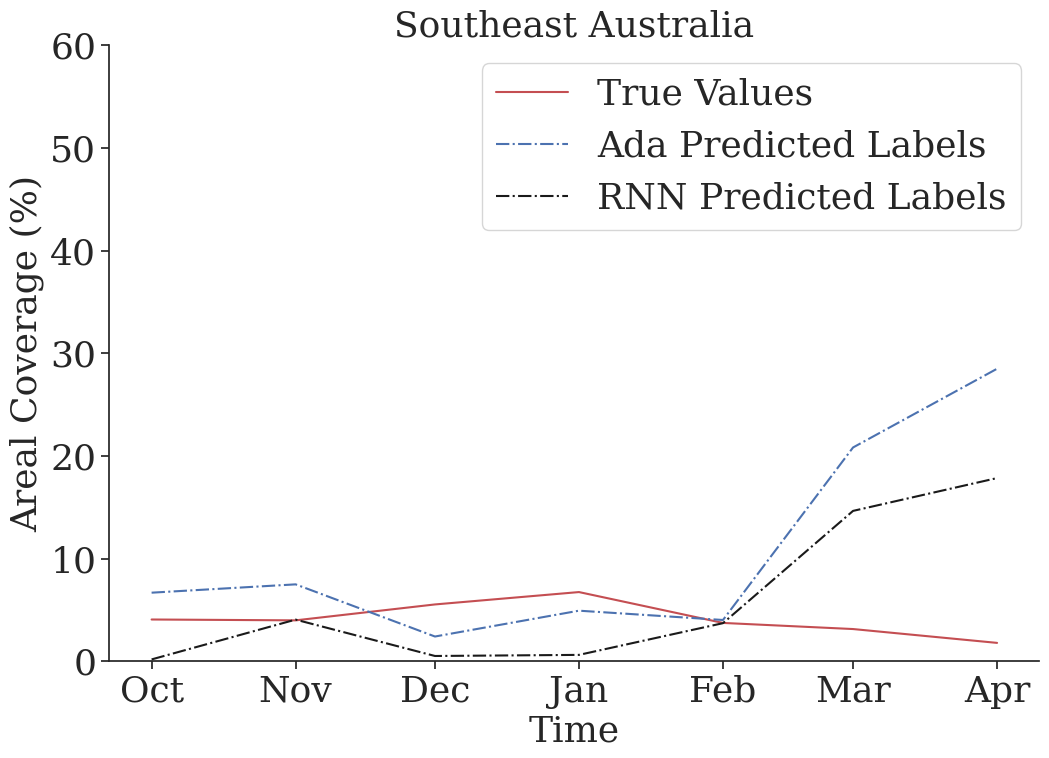 Southeast Australia
True Values
Ada Predicted Labels
RNN Predicted Labels
Areal Coverage (%)
60
50
40
30
20
10
0
Oct Nov Dec Jan Feb Mar Apr
Time